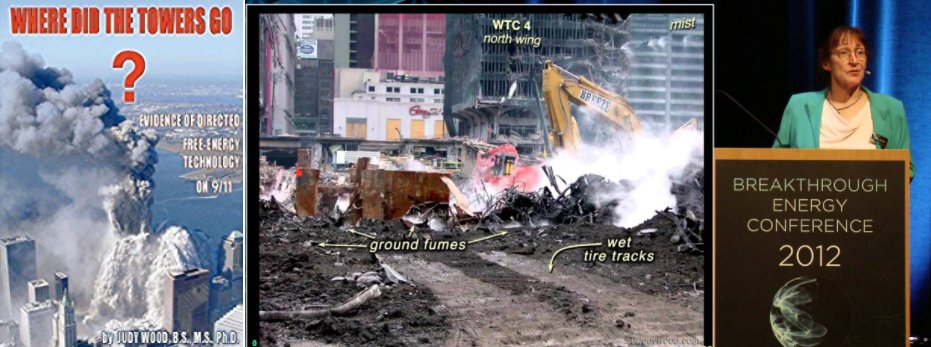 WHERE DID THE TOWERS GO
?
EVIDENCE OF DIRECTED
FREE-ENERGY
TECHNOLOGY
ON 9/11
by JUDY WOOD, B.S., M.S., Ph.D.
WTC 4
north wing
mist
BREEZE
ground fumes
wet
tire tracks
BREAKTHROUGH
ENERGY
CONFERENCE
2012